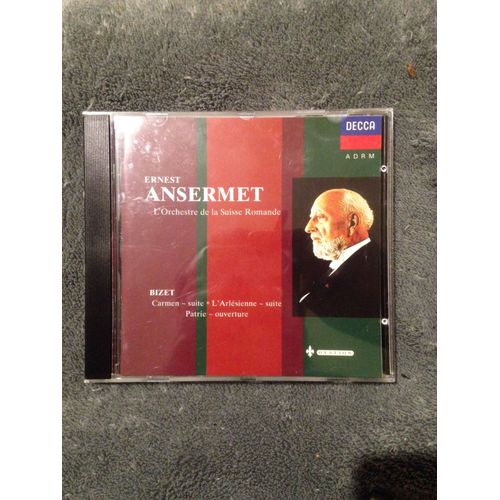 DECCA
ADRM
ERNEST
ANSERMET
L'Orchestre de la Suisse Romande
BIZET
Carmen – suite • L'Arlésienne – suite
Patrie – ouverture